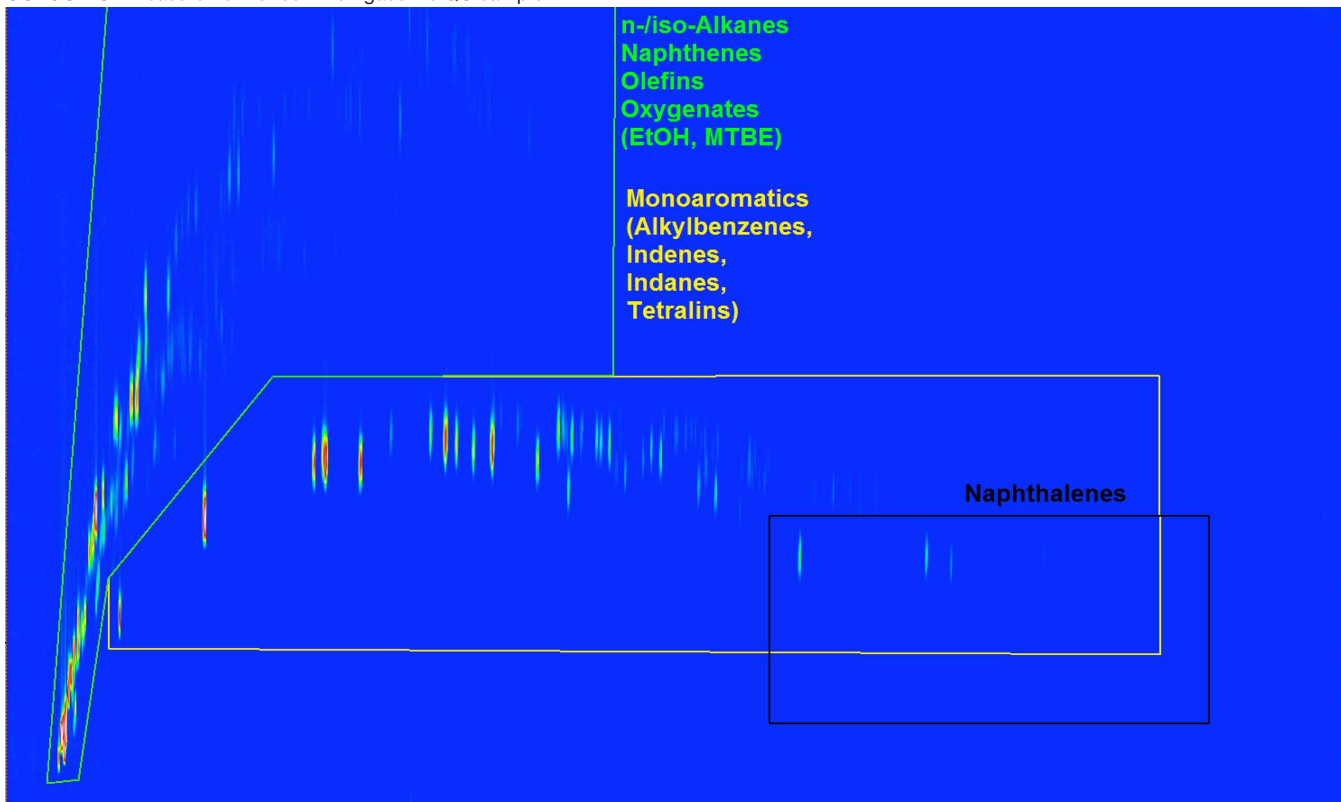 n-/iso-Alkanes
Naphthenes
Olefins
Oxygenates
(EtOH, MTBE)
Monoaromatics
(Alkylbenzenes,
Indenes,
Indanes,
Tetralins)
Naphthalenes